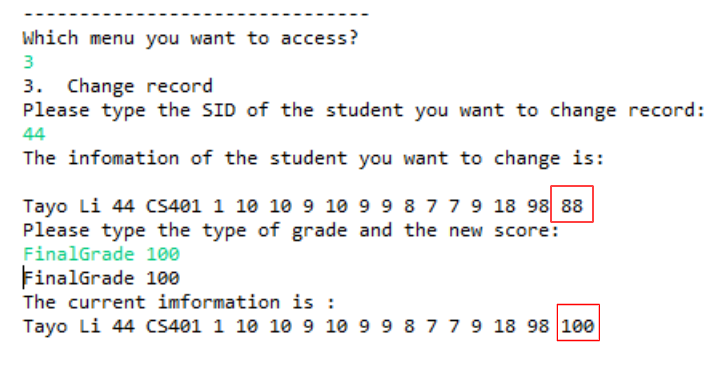 --------------------------------
Which menu you want to access?
3
3.  Change record
Please type the SID of the student you want to change record:
44
The infomation of the student you want to change is:
Tayo Li 44 CS401 1 10 10 9 10 9 9 8 7 7 9 18 98 88
Please type the type of grade and the new score:
FinalGrade 100
FinalGrade 100
The current imformation is :
Tayo Li 44 CS401 1 10 10 9 10 9 9 8 7 7 9 18 98 100